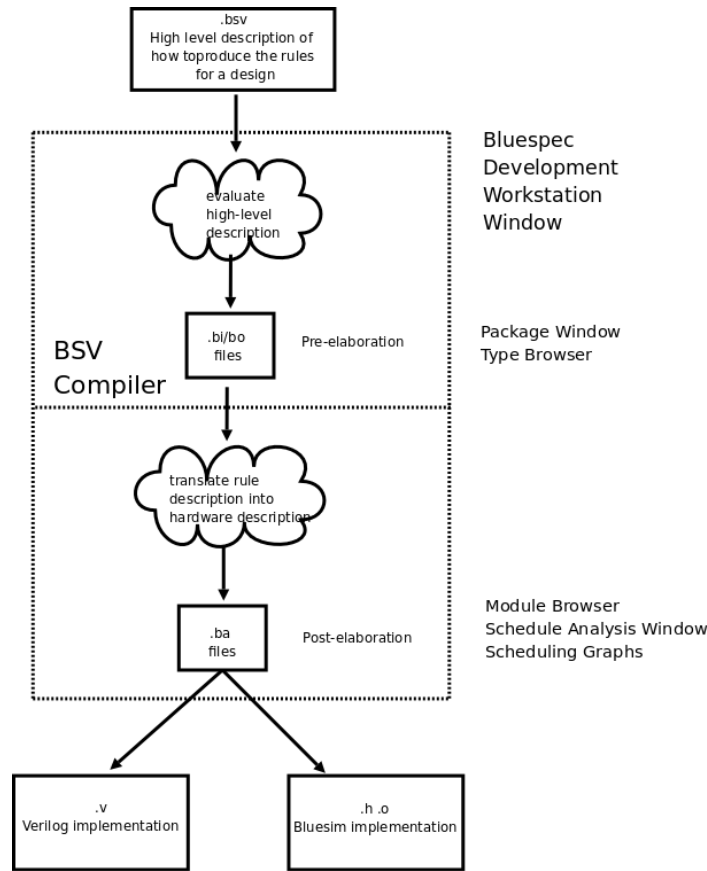 .bsv
High level description of
how toproduce the rules
for a design
Bluespec
Development
Workstation
Window
evaluate
high-level
description
.bi/bo
files
Pre-elaboration
Package Window
Type Browser
BSV
Compiler
translate rule
description into
hardware description
.ba
files
Post-elaboration
Module Browser
Schedule Analysis Window
Scheduling Graphs
.v
Verilog implementation
.h .o
Bluesim implementation